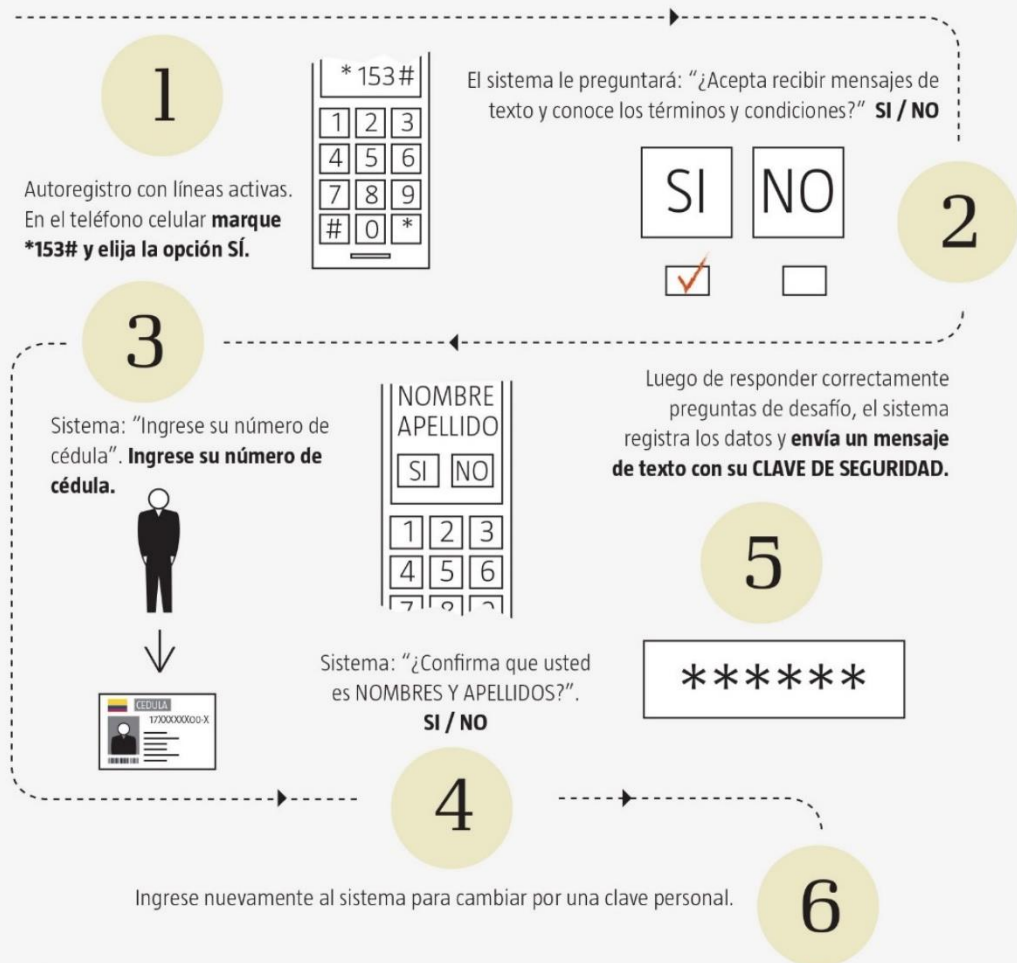 1
*153#
1 2 3
4 5 6
7 8 9
# 0 *
Autoregistro con líneas activas.
En el teléfono celular marque
*153# y elija la opción SÍ.
El sistema le preguntará: “¿Acepta recibir mensajes de
texto y conoce los términos y condiciones?” SI / NO
SI NO
2
3
Sistema: “Ingrese su número de
cédula”. Ingrese su número de
cédula.
CEDULA
17XXXXXX00-X
NOMBRE
APELLIDO
SI NO
1 2 3
4 5 6
7 8 9
Sistema: “¿Confirma que usted
es NOMBRES Y APELLIDOS?”.
SI / NO
4
Luego de responder correctamente
preguntas de desafío, el sistema
registra los datos y envía un mensaje
de texto con su CLAVE DE SEGURIDAD.
5
******
Ingrese nuevamente al sistema para cambiar por una clave personal.
6